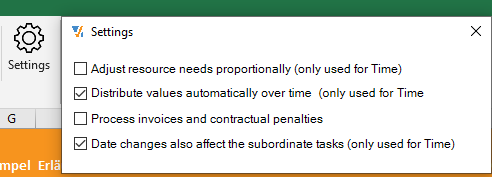 Settings
Settings
Adjust resource needs proportionally (only used for Time)
Distribute values automatically over time (only used for Time
Process invoices and contractual penalties
Date changes also affect the subordinate tasks (only used for Time)
G
mpel Erlä